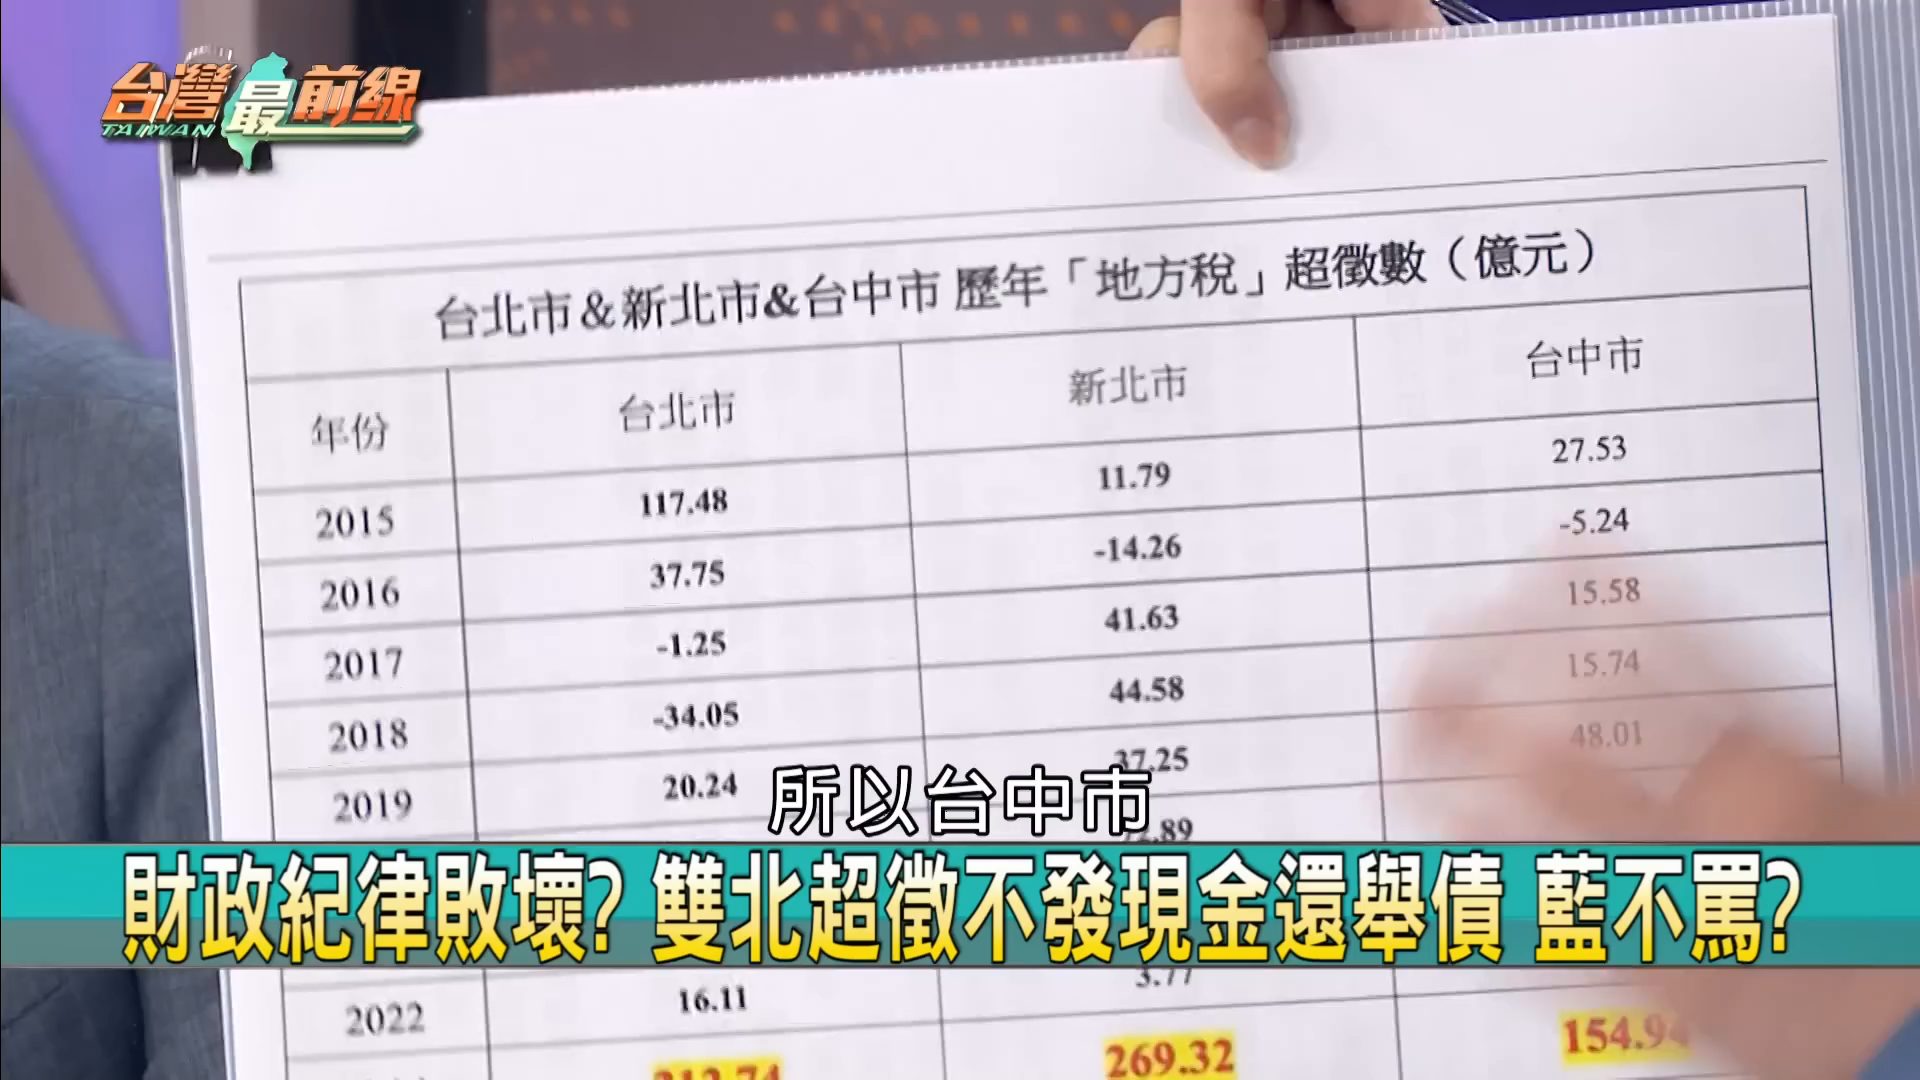 台灣最前線
TAIWAN
台北市&新北市&台中市 歷年「地方稅」超徵數（億元）
年份 台北市 新北市 台中市
2015 117.48 11.79 27.53
2016 37.75 -14.26 -5.24
2017 -1.25 41.63 15.58
2018 -34.05 44.58 15.74
2019 20.24 37.25 48.01
所以台中市
財政紀律敗壞? 雙北超徵不發現金還舉債 藍不罵?
2022 16.11 3.77
269.32